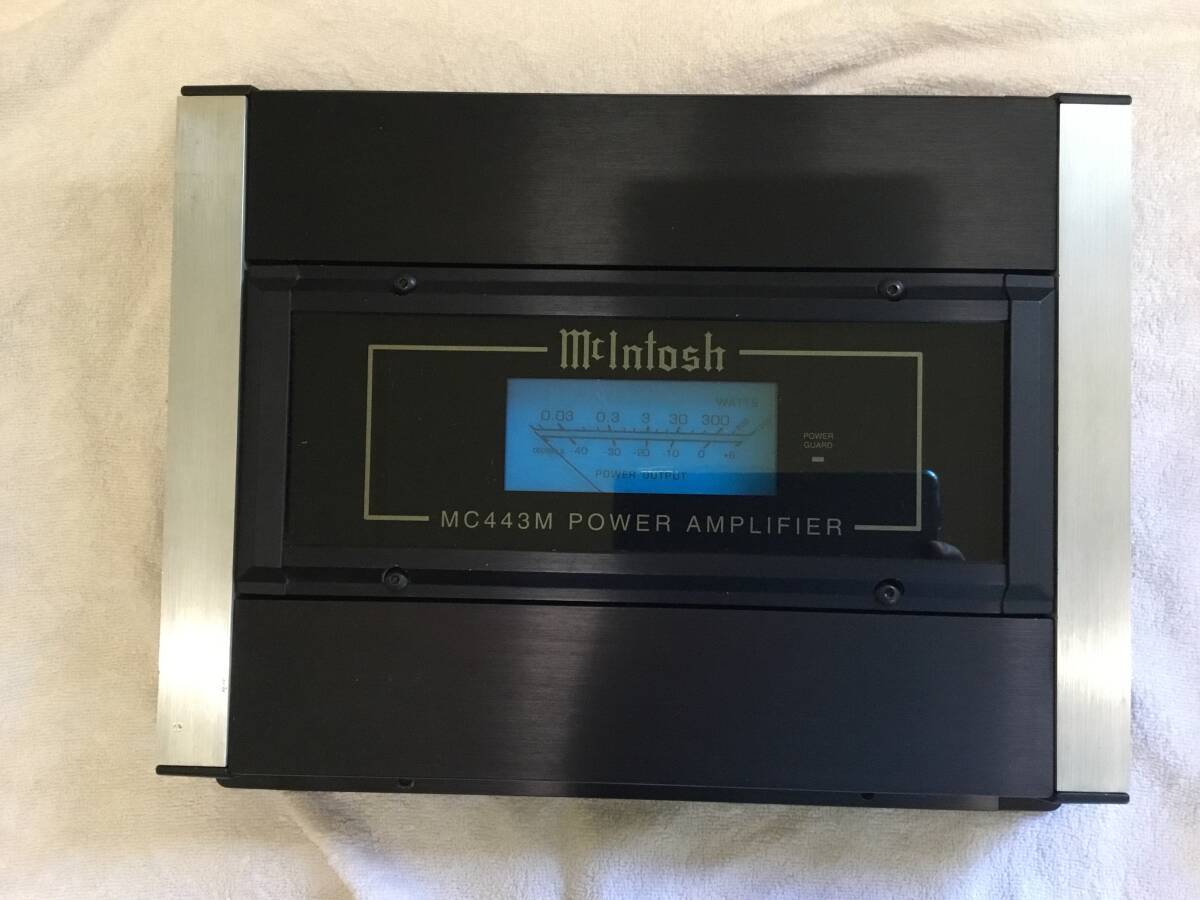 McIntosh
WATTS
0.03 0.3 3 30 300
DECIBELS -40 -30 -20 -10 0 +6
POWER OUTPUT
POWER
GUARD
MC443M POWER AMPLIFIER